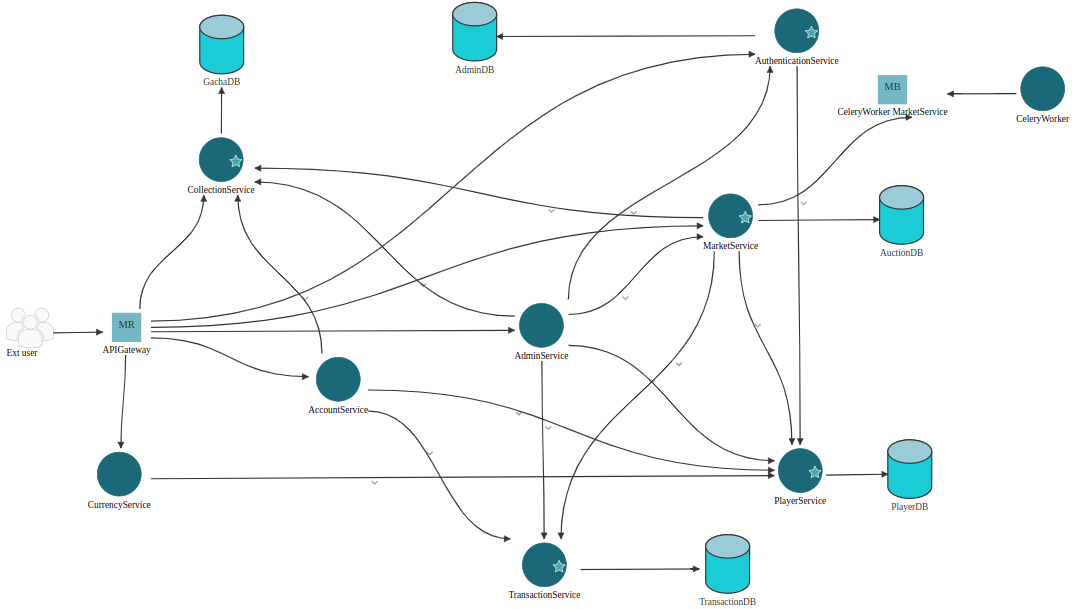 AuthenticationService
AdminDB
GachaDB
MB
CeleryWorker MarketService
CeleryWorker
CollectionService
MarketService
AuctionDB
MR
Ext user
APIGateway
AdminService
AccountService
PlayerService
CurrencyService
PlayerDB
TransactionService
TransactionDB